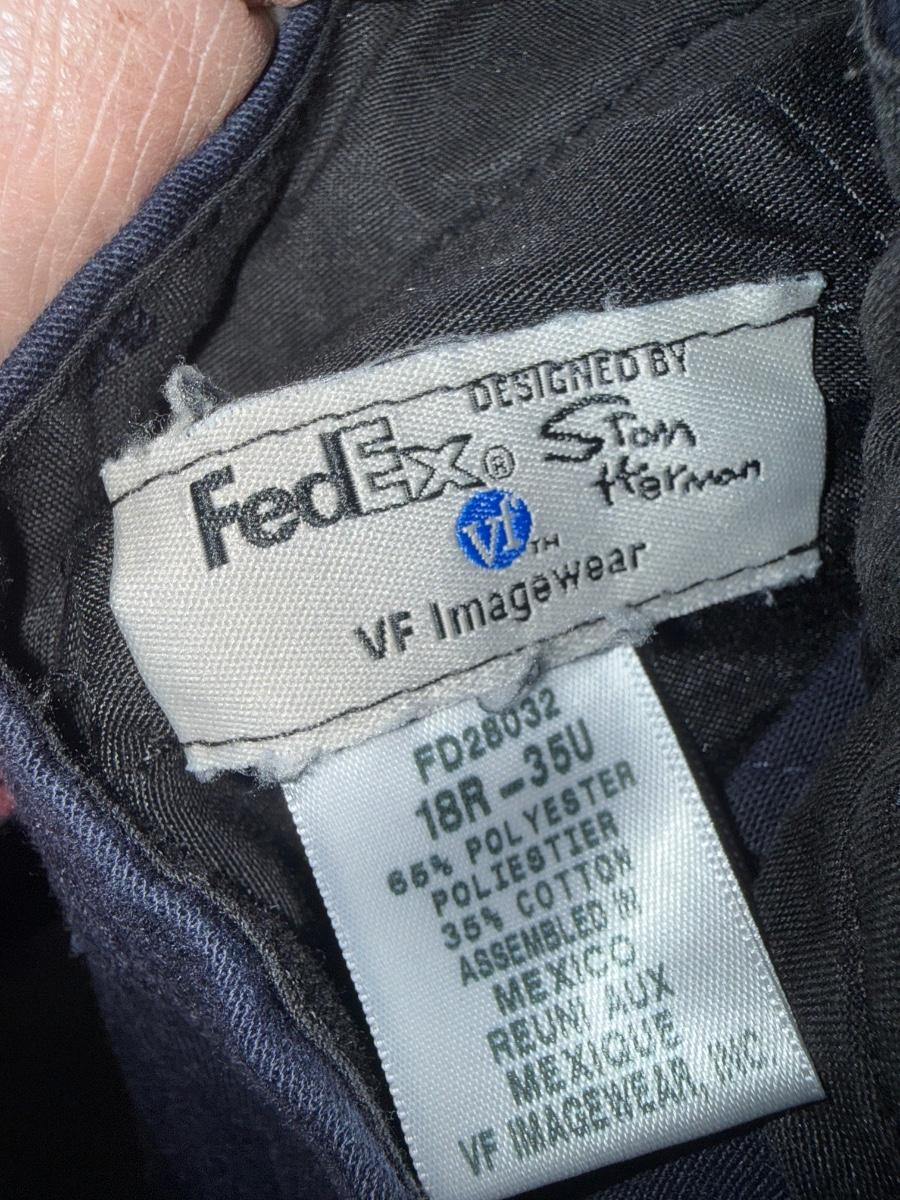 DESIGNED BY
FedEx® Stan Herman
vf TM
VF Imagewear
FD28032
18R-35U
65% POLYESTER
POLIESTIER
35% COTTON
ASSEMBLED IN
MEXICO
REUNI AUX
MEXIQUE
VF IMAGEWEAR, INC.